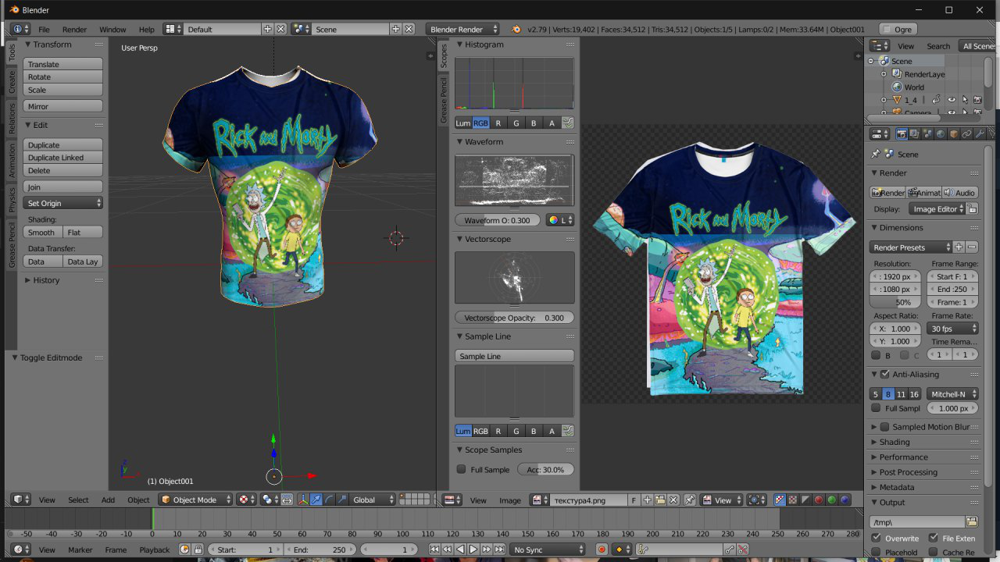 Blender
File
Render
Window
Help
Default
Scene
Blender Render
v2.79 | Verts:19,402 | Faces:34,512 | Tris:34,512 | Objects:1/5 | Lamps:0/2 | Mem:33.64M | Object001
Ogre
Tools
Create
Relations
Animation
Physics
Grease Pencil
Transform
Translate
Rotate
Scale
Mirror
Edit
Duplicate
Duplicate Linked
Delete
Join
Set Origin
Shading:
Smooth
Flat
Data Transfer:
Data
Data Lay
History
Toggle Editmode
User Persp
RICK AND MORTY
(1) Object001
View
Select
Add
Object
Object Mode
Global
Scopes
Grease Pencil
Histogram
Lum
RGB
R
G
B
A
Waveform
Waveform O: 0.300
L
Vectorscope
Vectorscope Opacity: 0.300
Sample Line
Sample Line
Lum
RGB
R
G
B
A
Scope Samples
Full Sample
Acc: 30.0%
RICK AND MORTY
View
Image
текстура4.png
F
View
View
Search
All Scenes
Scene
RenderLaye
World
1_4
Camera
Scene
Render
Render
Animat
Audio
Display:
Image Editor
Dimensions
Render Presets
Resolution:
Frame Range:
: 1920 px
Start F: 1
:1080 px
End :250
50%
Frame: 1
Aspect Ratio:
Frame Rate:
X: 1.000
30 fps
Y: 1.000
Time Rema...
B
C
1
1
Anti-Aliasing
5
8
11
16
Mitchell-N
Full Sampl
1.000 px
Sampled Motion Blur
Shading
Performance
Post Processing
Metadata
Output
/tmp\
Overwrite
File Exten
Placehold
Cache Re
-50 -40 -30 -20 -10 0 10 20 30 40 50 60 70 80 90 100 110 120 130 140 150 160 170 180 190 200 210 220 230 240 250 260 270 280
View
Marker
Frame
Playback
Start: 1
End: 250
1
No Sync